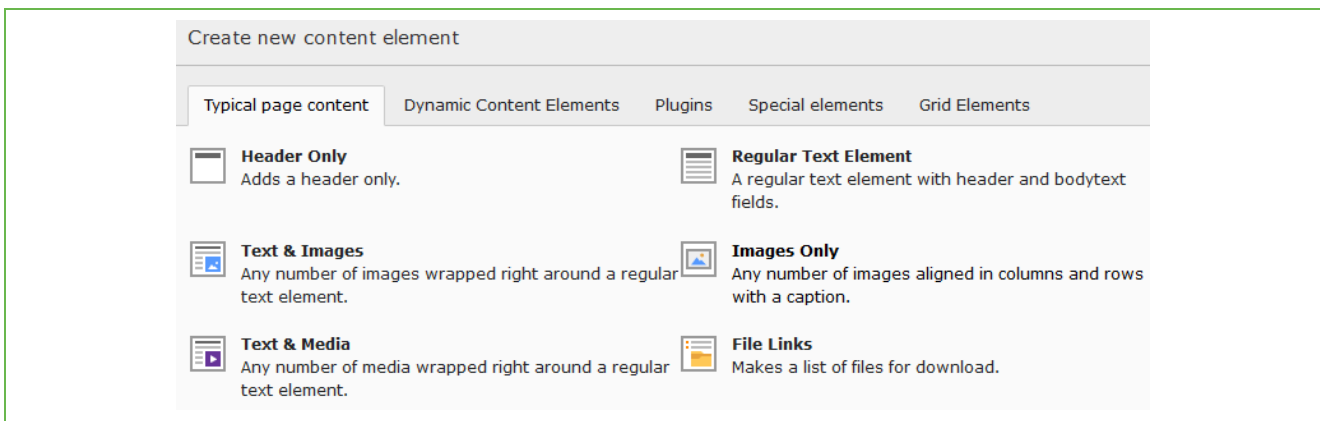 Create new content element
Typical page content Dynamic Content Elements Plugins Special elements Grid Elements
Header Only
Adds a header only.
Regular Text Element
A regular text element with header and bodytext
fields.
Text & Images
Any number of images wrapped right around a regular
text element.
Images Only
Any number of images aligned in columns and rows
with a caption.
Text & Media
Any number of media wrapped right around a regular
text element.
File Links
Makes a list of files for download.